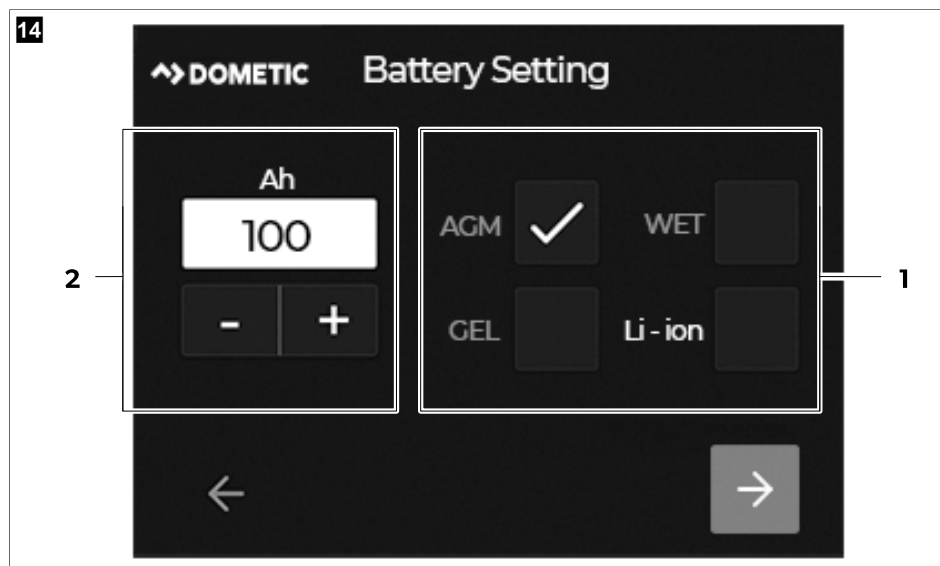 14
DOMETIC Battery Setting
Ah
100
- +
AGM WET
GEL Li - ion
2
1